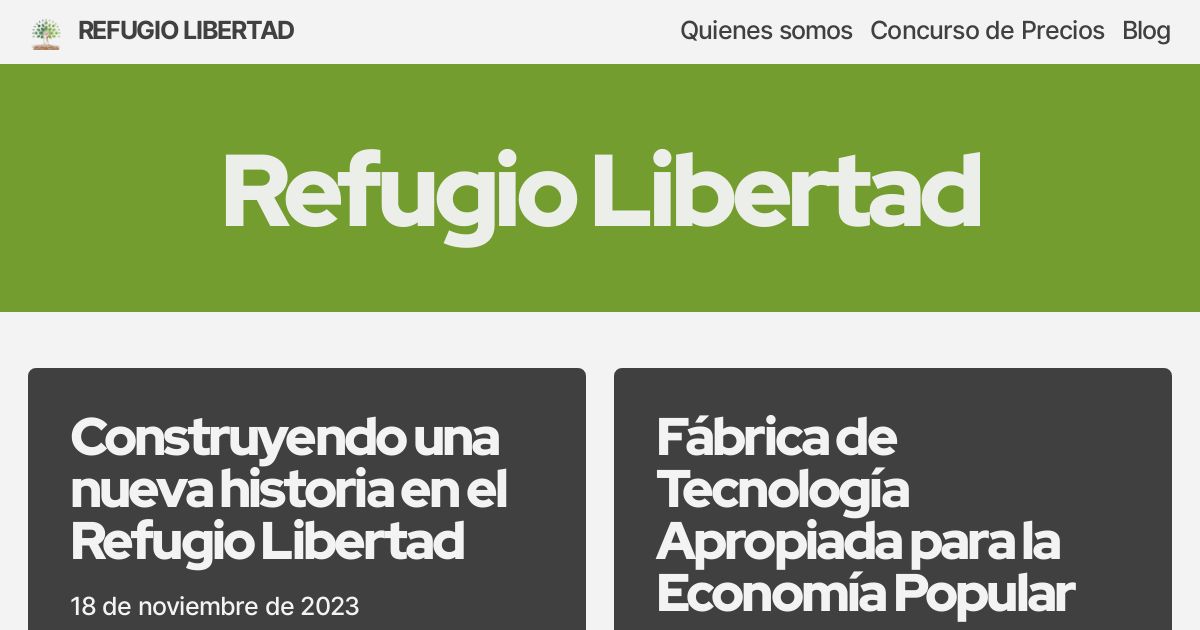 REFUGIO LIBERTAD
Quienes somos Concurso de Precios Blog
Refugio Libertad
Construyendo una
nueva historia en el
Refugio Libertad
18 de noviembre de 2023
Fábrica de
Tecnología
Apropiada para la
Economía Popular